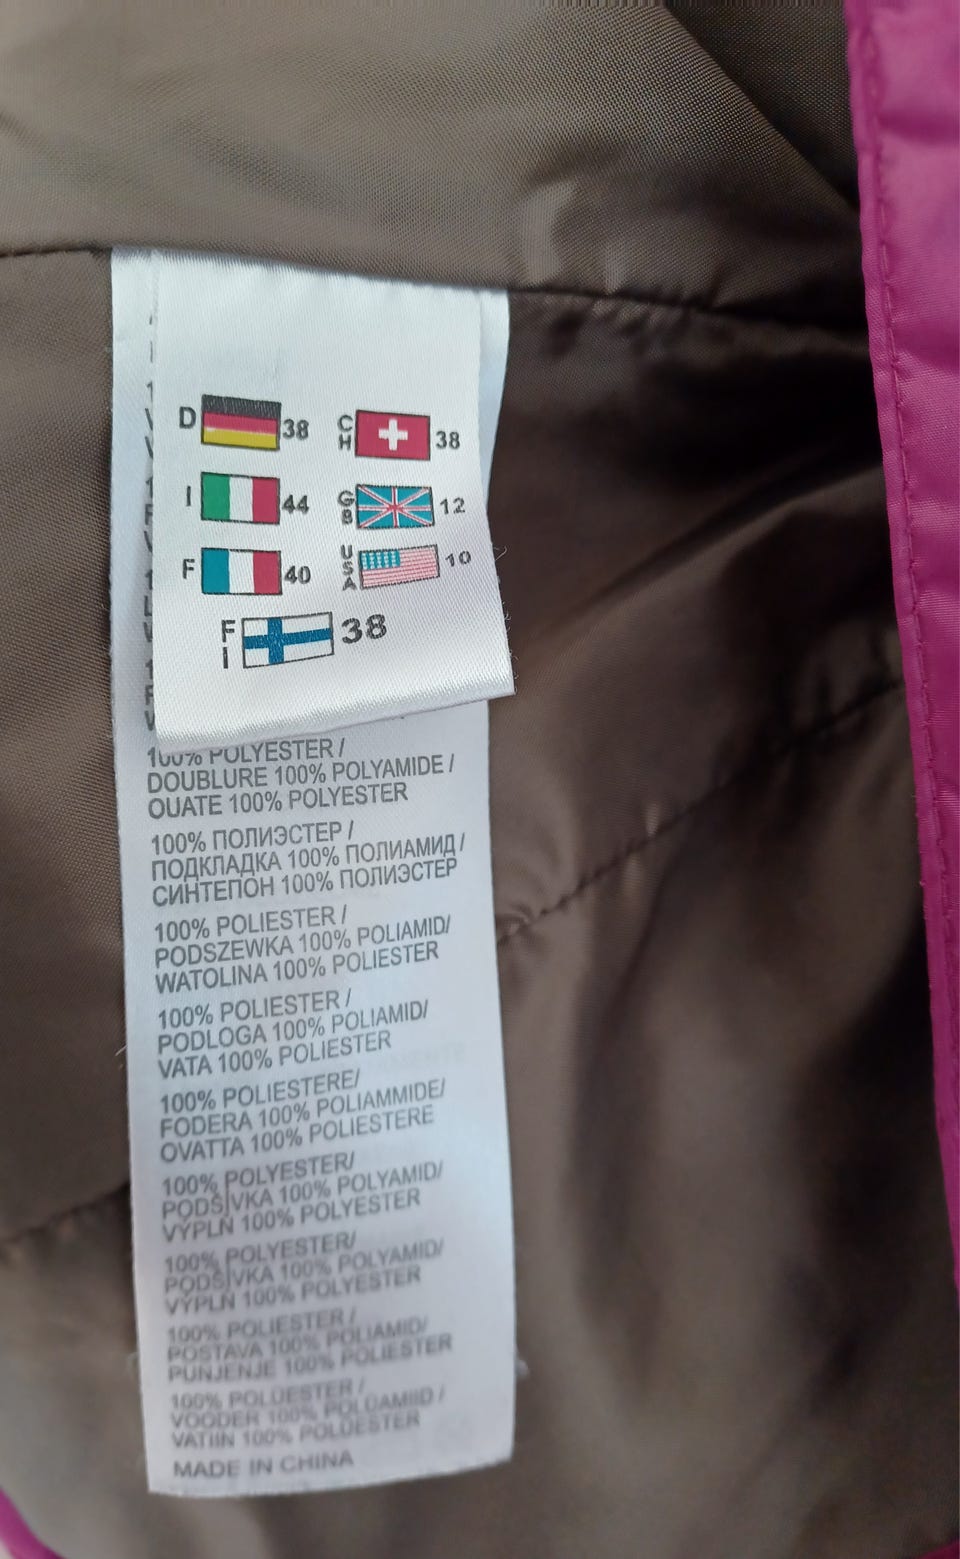 D 38
CH 38
I 44
GB 12
F 40
USA 10
FI 38
100% POLYESTER /
DOUBLURE 100% POLYAMIDE /
OUATE 100% POLYESTER
100% ПОЛИЭСТЕР /
ПОДКЛАДКА 100% ПОЛИАМИД /
СИНТЕПОН 100% ПОЛИЭСТЕР
100% POLIESTER /
PODSZEWKA 100% POLIAMID/
WATOLINA 100% POLIESTER
100% POLIESTER /
PODLOGA 100% POLIAMID/
VATA 100% POLIESTER
100% POLIESTERE/
FODERA 100% POLIAMMIDE/
OVATTA 100% POLIESTERE
100% POLYESTER/
PODŠÍVKA 100% POLYAMID/
VÝPLŇ 100% POLYESTER
100% POLYESTER/
PODŠÍVKA 100% POLYAMID/
VÝPLŇ 100% POLYESTER
100% POLIESTER /
POSTAVA 100% POLIAMID/
PUNJENJE 100% POLIESTER
100% POLÜESTER /
VOODER 100% POLÜAMIID /
VATIIN 100% POLÜESTER
MADE IN CHINA